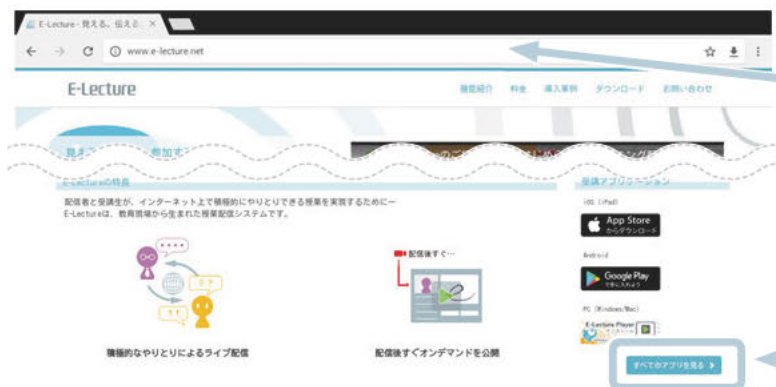 E-Lecture - 見える、伝える
www.e-lecture.net
E-Lecture
機能紹介 料金 導入事例 ダウンロード お問い合わせ
E-Lectureの特長
配信者と受講生が、インターネット上で積極的にやりとりできる授業を実現するためにー
E-Lectureは、教育現場から生まれた授業配信システムです。
積極的なやりとりによるライブ配信
配信後すぐ…
配信後すぐオンデマンドを公開
受講アプリケーション
iOS (iPad)
App Store
からダウンロード
Android
Google Play
で手に入れよう
PC (Windows/Mac)
E-Lecture Player
すべてのアプリを見る